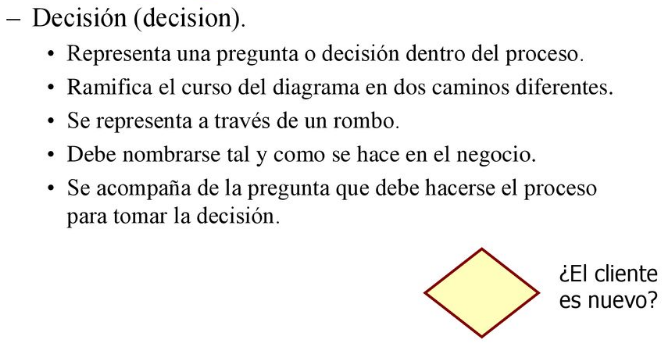 – Decisión (decision).
• Representa una pregunta o decisión dentro del proceso.
• Ramifica el curso del diagrama en dos caminos diferentes.
• Se representa a través de un rombo.
• Debe nombrarse tal y como se hace en el negocio.
• Se acompaña de la pregunta que debe hacerse el proceso
para tomar la decisión.
¿El cliente
es nuevo?